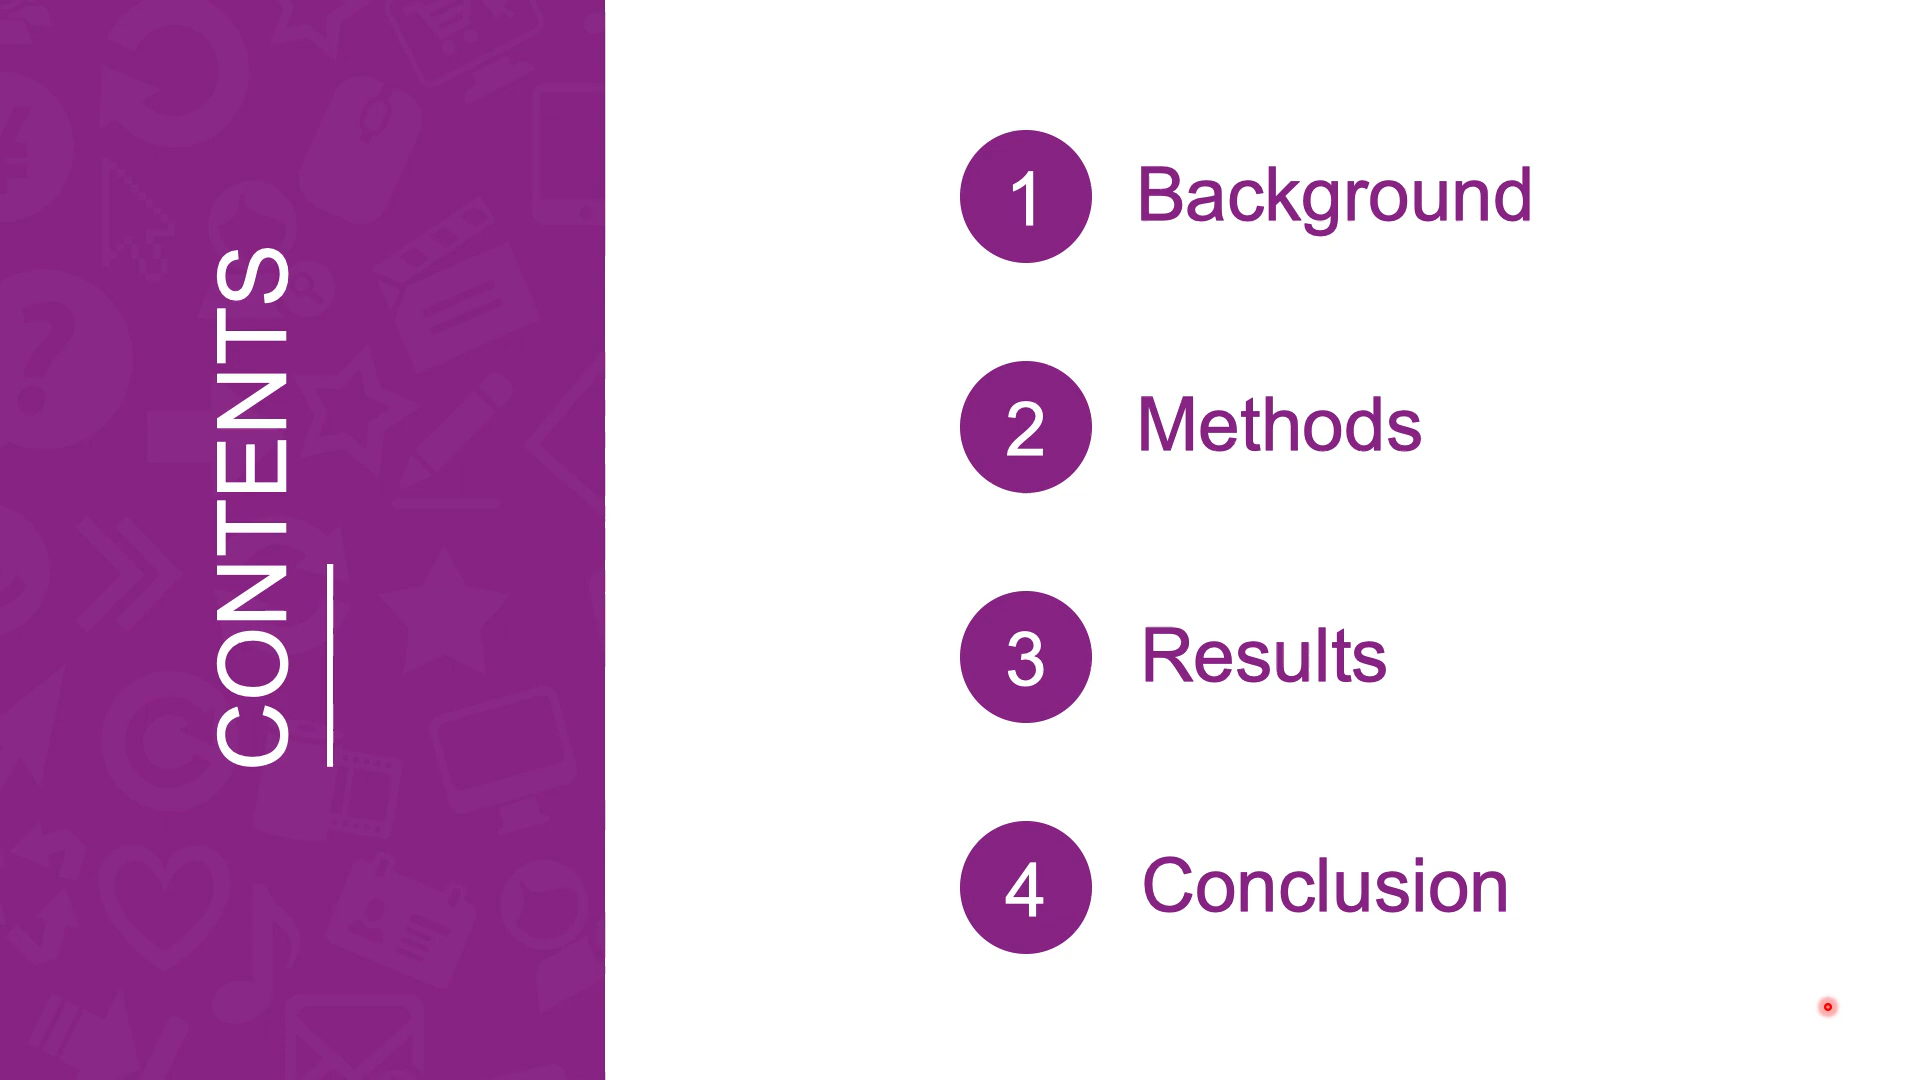 CONTENTS
1 Background
2 Methods
3 Results
4 Conclusion